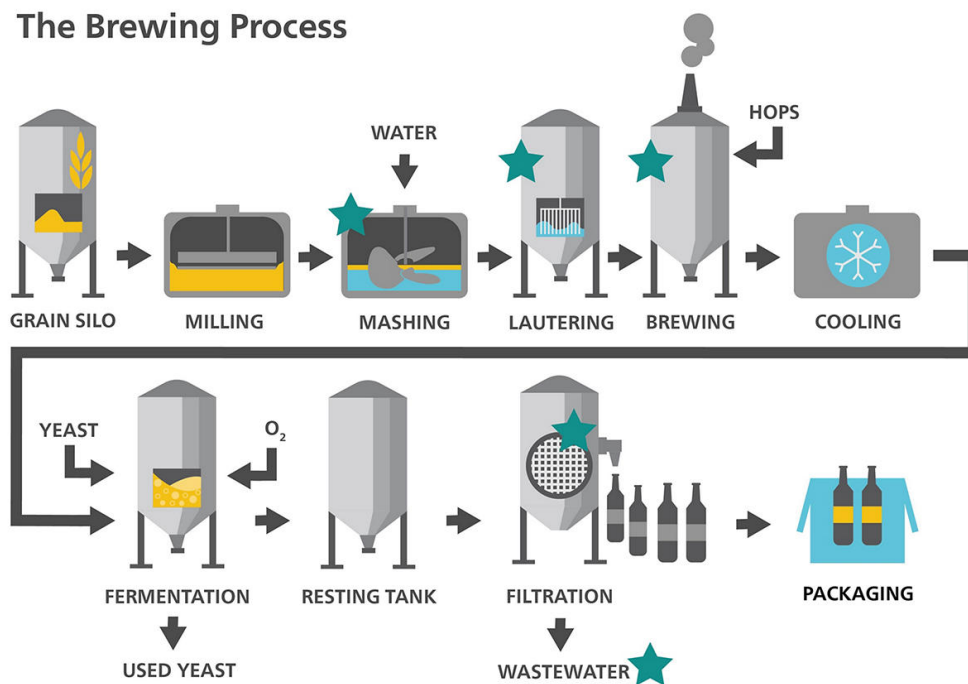 The Brewing Process
WATER
HOPS
GRAIN SILO
MILLING
MASHING
LAUTERING
BREWING
COOLING
YEAST
O₂
FERMENTATION
RESTING TANK
FILTRATION
PACKAGING
USED YEAST
WASTEWATER